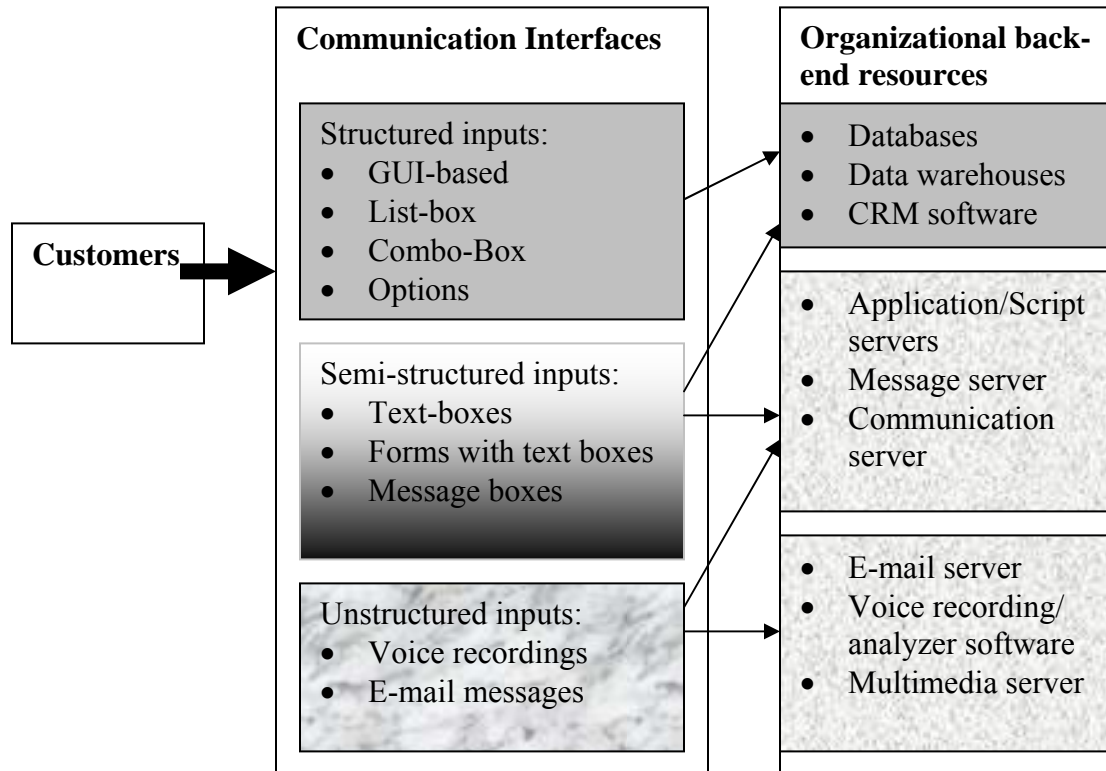 Customers
Communication Interfaces
Structured inputs:
• GUI-based
• List-box
• Combo-Box
• Options
Semi-structured inputs:
• Text-boxes
• Forms with text boxes
• Message boxes
Unstructured inputs:
• Voice recordings
• E-mail messages
Organizational back-
end resources
• Databases
• Data warehouses
• CRM software
• Application/Script
servers
• Message server
• Communication
server
• E-mail server
• Voice recording/
analyzer software
• Multimedia server